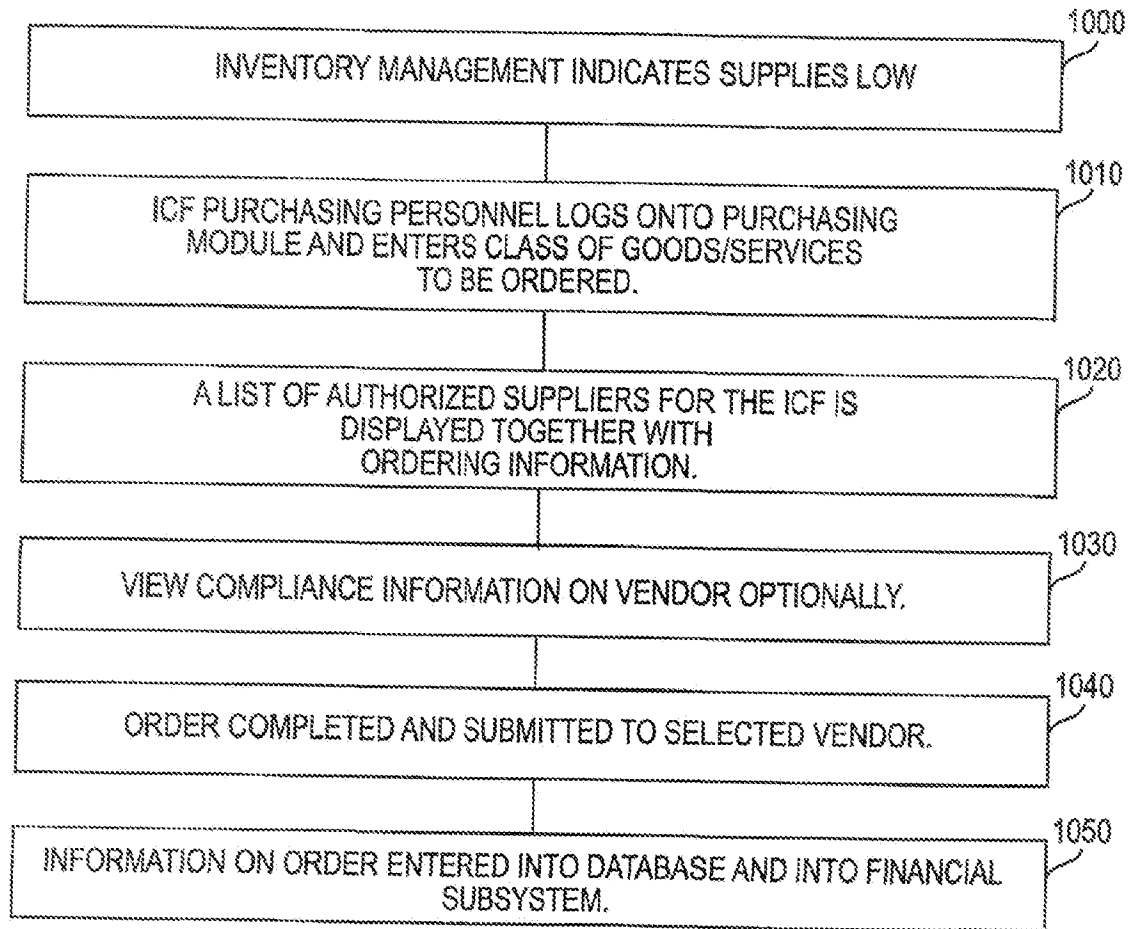 1000
INVENTORY MANAGEMENT INDICATES SUPPLIES LOW
1010
ICF PURCHASING PERSONNEL LOGS ONTO PURCHASING
MODULE AND ENTERS CLASS OF GOODS/SERVICES
TO BE ORDERED.
1020
A LIST OF AUTHORIZED SUPPLIERS FOR THE ICF IS
DISPLAYED TOGETHER WITH
ORDERING INFORMATION.
1030
VIEW COMPLIANCE INFORMATION ON VENDOR OPTIONALLY.
1040
ORDER COMPLETED AND SUBMITTED TO SELECTED VENDOR.
1050
INFORMATION ON ORDER ENTERED INTO DATABASE AND INTO FINANCIAL
SUBSYSTEM.